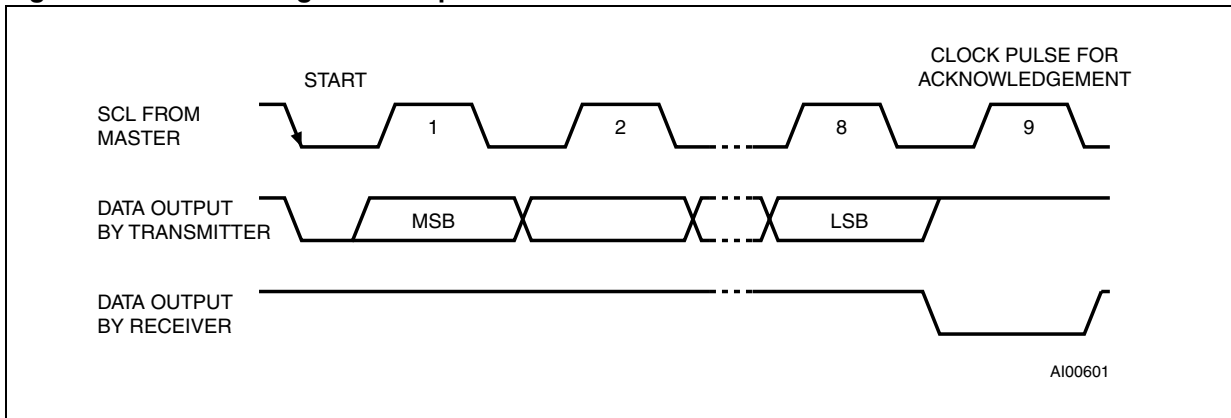 START
CLOCK PULSE FOR
ACKNOWLEDGEMENT
SCL FROM
MASTER
1
2
8
9
DATA OUTPUT
BY TRANSMITTER
MSB
LSB
DATA OUTPUT
BY RECEIVER
AI00601